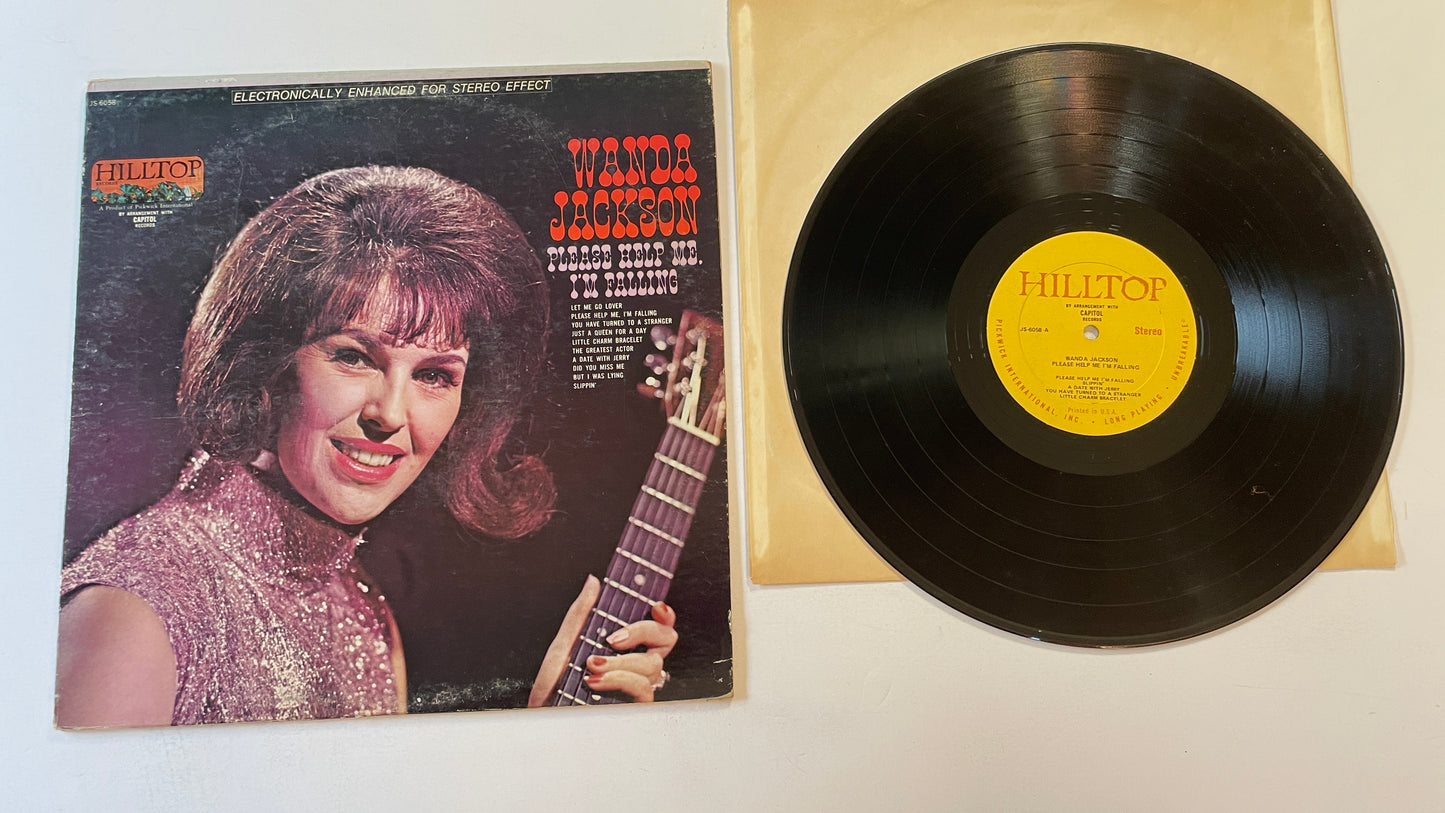 ELECTRONICALLY ENHANCED FOR STEREO EFFECT
JS 6058
HILLTOP
RECORDS
A Product of Pickwick International
BY ARRANGEMENT WITH
CAPITOL
RECORDS
WANDA
JACKSON
PLEASE HELP ME,
I'M FALLING
LET ME GO LOVER
PLEASE HELP ME, I'M FALLING
YOU HAVE TURNED TO A STRANGER
JUST A QUEEN FOR A DAY
LITTLE CHARM BRACELET
THE GREATEST ACTOR
A DATE WITH JERRY
DID YOU MISS ME
BUT I WAS LYING
SLIPPIN'
HILLTOP
BY ARRANGEMENT WITH
CAPITOL
RECORDS
JS-6058-A
Stereo
WANDA JACKSON
PLEASE HELP ME I'M FALLING
PLEASE HELP ME I'M FALLING
SLIPPIN'
A DATE WITH JERRY
YOU HAVE TURNED TO A STRANGER
LITTLE CHARM BRACTLET
Printed in U.S.A.
PICKWICK INTERNATIONAL, INC. • LONG PLAYING • UNBREAKABLE